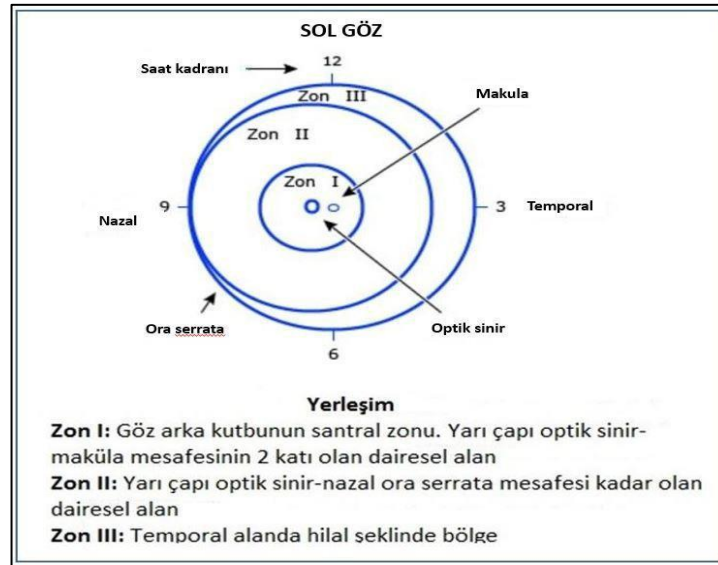 SOL GÖZ
Saat kadranı
12
Zon III
Makula
Zon II
Zon I
Nazal
9
3
Temporal
Ora serrata
Optik sinir
6
Yerleşim
Zon I: Göz arka kutbunun santral zonu. Yarı çapı optik sinir-
maküla mesafesinin 2 katı olan dairesel alan
Zon II: Yarı çapı optik sinir-nazal ora serrata mesafesi kadar olan
dairesel alan
Zon III: Temporal alanda hilal şeklinde bölge